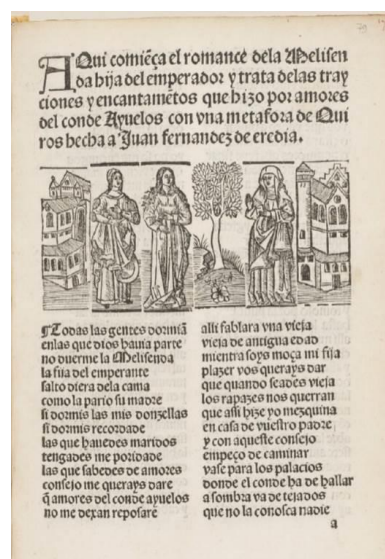 AQui comiẽça el romance dela Melisen
da hija del emperador y trata delas tray
ciones y encantamẽtos que hizo por amores
del conde Ayuelos con vna metafora de Qui
ros hecha a Juan fernandez de eredia.
Todas las gentes dormiã
enlas que dios hauia parte
no duerme la Melisenda
la fija del emperante
salto diera dela cama
como la pario su madre
si dormis las mis donzellas
si dormis recordade
las que hauedes maridos
tengades me poridade
las que sabedes de amores
consejo me querays dare
q̃ amores del conde ayuelos
no me dexan reposare
alli fablara vna vieja
vieja de antigua edad
mientra soys moça mi fija
plazer vos querays dar
que quando seades vieja
los rapazes nos querran
que assi hize yo mezquina
en casa de vuestro padre
y con aqueste consejo
empeço de caminar
vase para los palacios
donde el conde ha de hallar
a sombra va de tejados
que no la conosca nadie
a